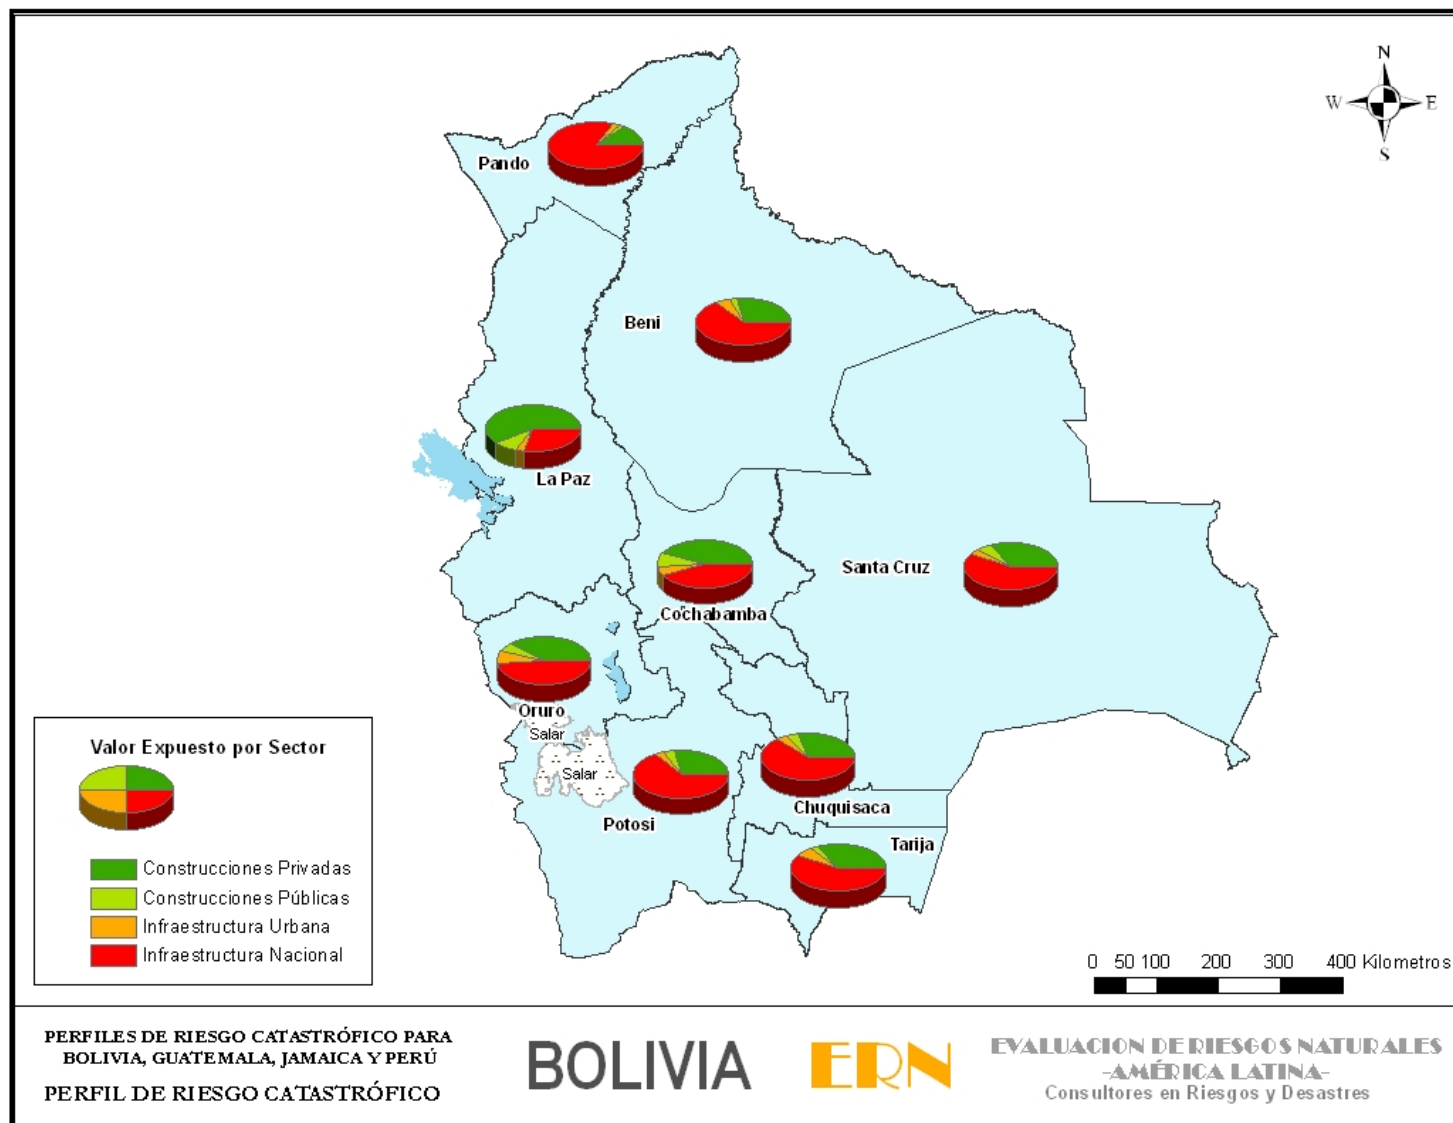 N
W E
S
Pando
Beni
La Paz
Santa Cruz
Cochabamba
Oruro
Salar
Salar
Potosi
Chuquisaca
Tarija
Valor Expuesto por Sector
Construcciones Privadas
Construcciones Públicas
Infraestructura Urbana
Infraestructura Nacional
0 50 100 200 300 400 Kilometros
PERFILES DE RIESGO CATASTRÓFICO PARA
BOLIVIA, GUATEMALA, JAMAICA Y PERÚ
PERFIL DE RIESGO CATASTRÓFICO
BOLIVIA
ERN
EVALUACION DE RIESGOS NATURALES
-AMÉRICA LATINA-
Consultores en Riesgos y Desastres